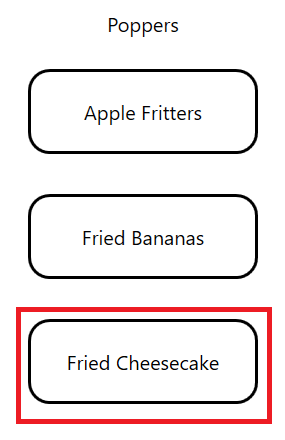 Poppers
Apple Fritters
Fried Bananas
Fried Cheesecake